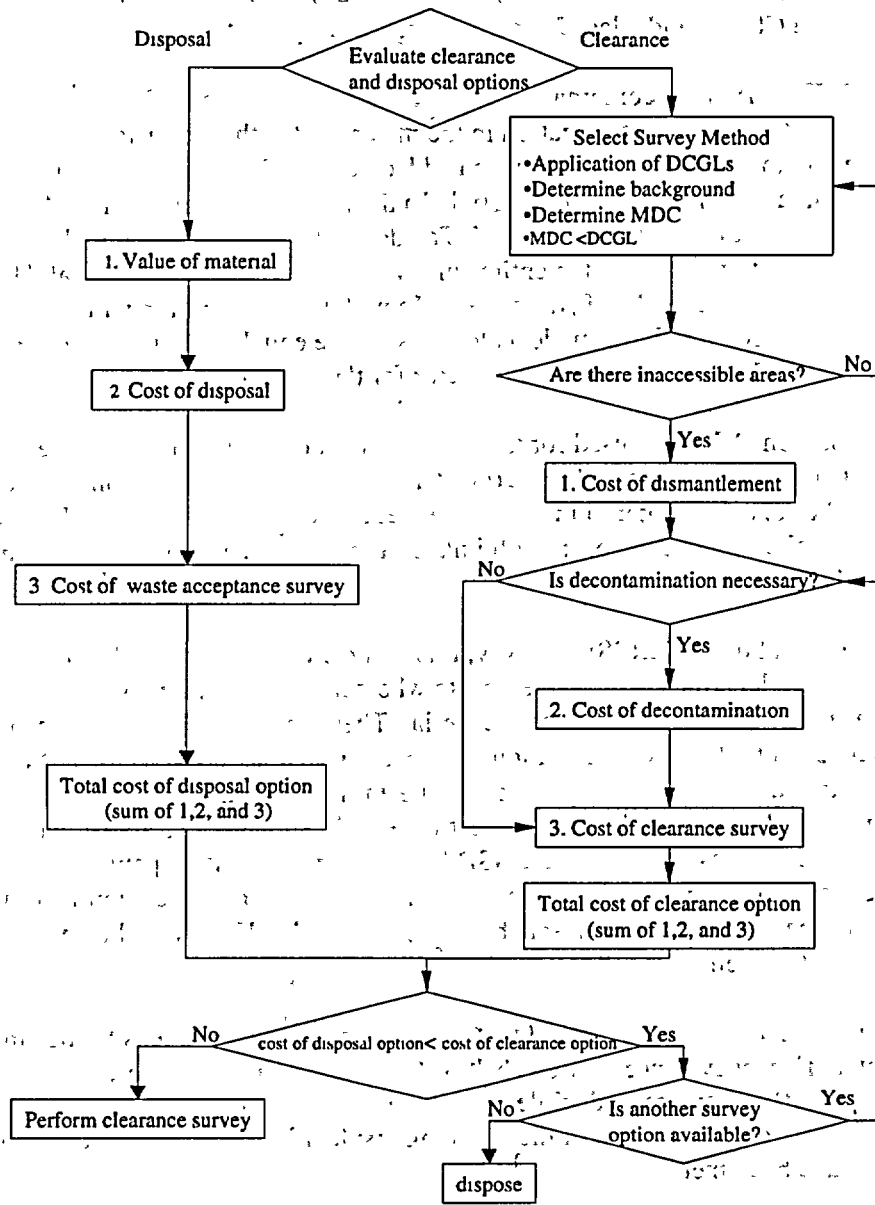 Disposal
Evaluate clearance
and disposal options
Clearance
Select Survey Method
•Application of DCGLs
•Determine background
•Determine MDC
•MDC <DCGL
1. Value of material
2 Cost of disposal
Are there inaccessible areas?
No
Yes
1. Cost of dismantlement
3 Cost of waste acceptance survey
No
Is decontamination necessary?
Yes
2. Cost of decontamination
Total cost of disposal option
(sum of 1,2, and 3)
3. Cost of clearance survey
Total cost of clearance option
(sum of 1,2, and 3)
No
cost of disposal option< cost of clearance option
Yes
Perform clearance survey
No
Is another survey
option available?
Yes
dispose